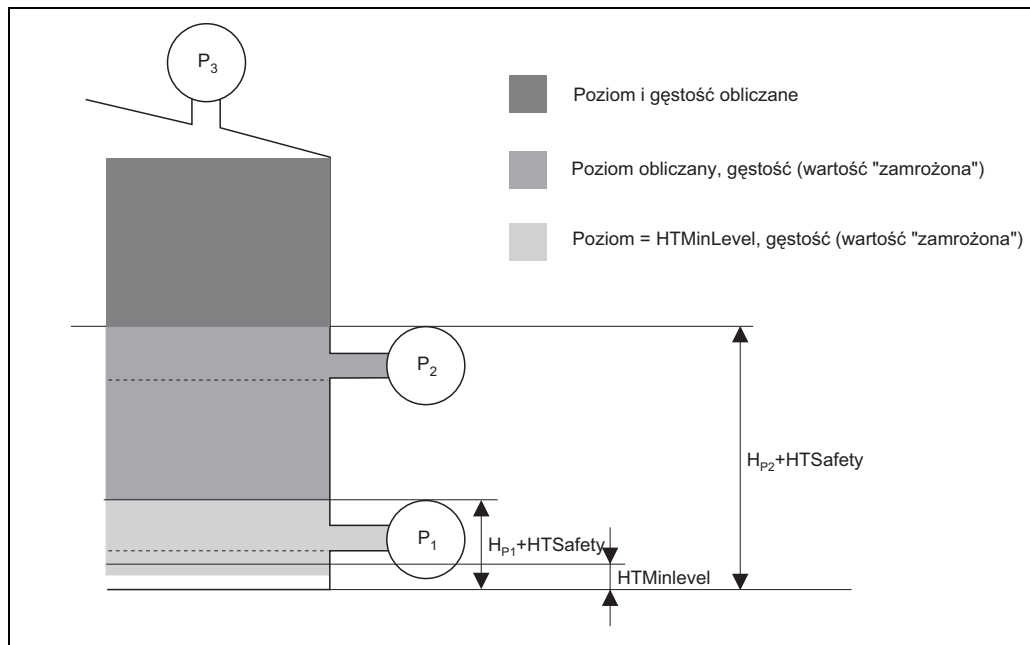 P3
Poziom i gęstość obliczane
Poziom obliczany, gęstość (wartość "zamrożona")
Poziom = HTMinLevel, gęstość (wartość "zamrożona")
P2
HP2+HTSafety
P1
HP1+HTSafety
HTMinlevel